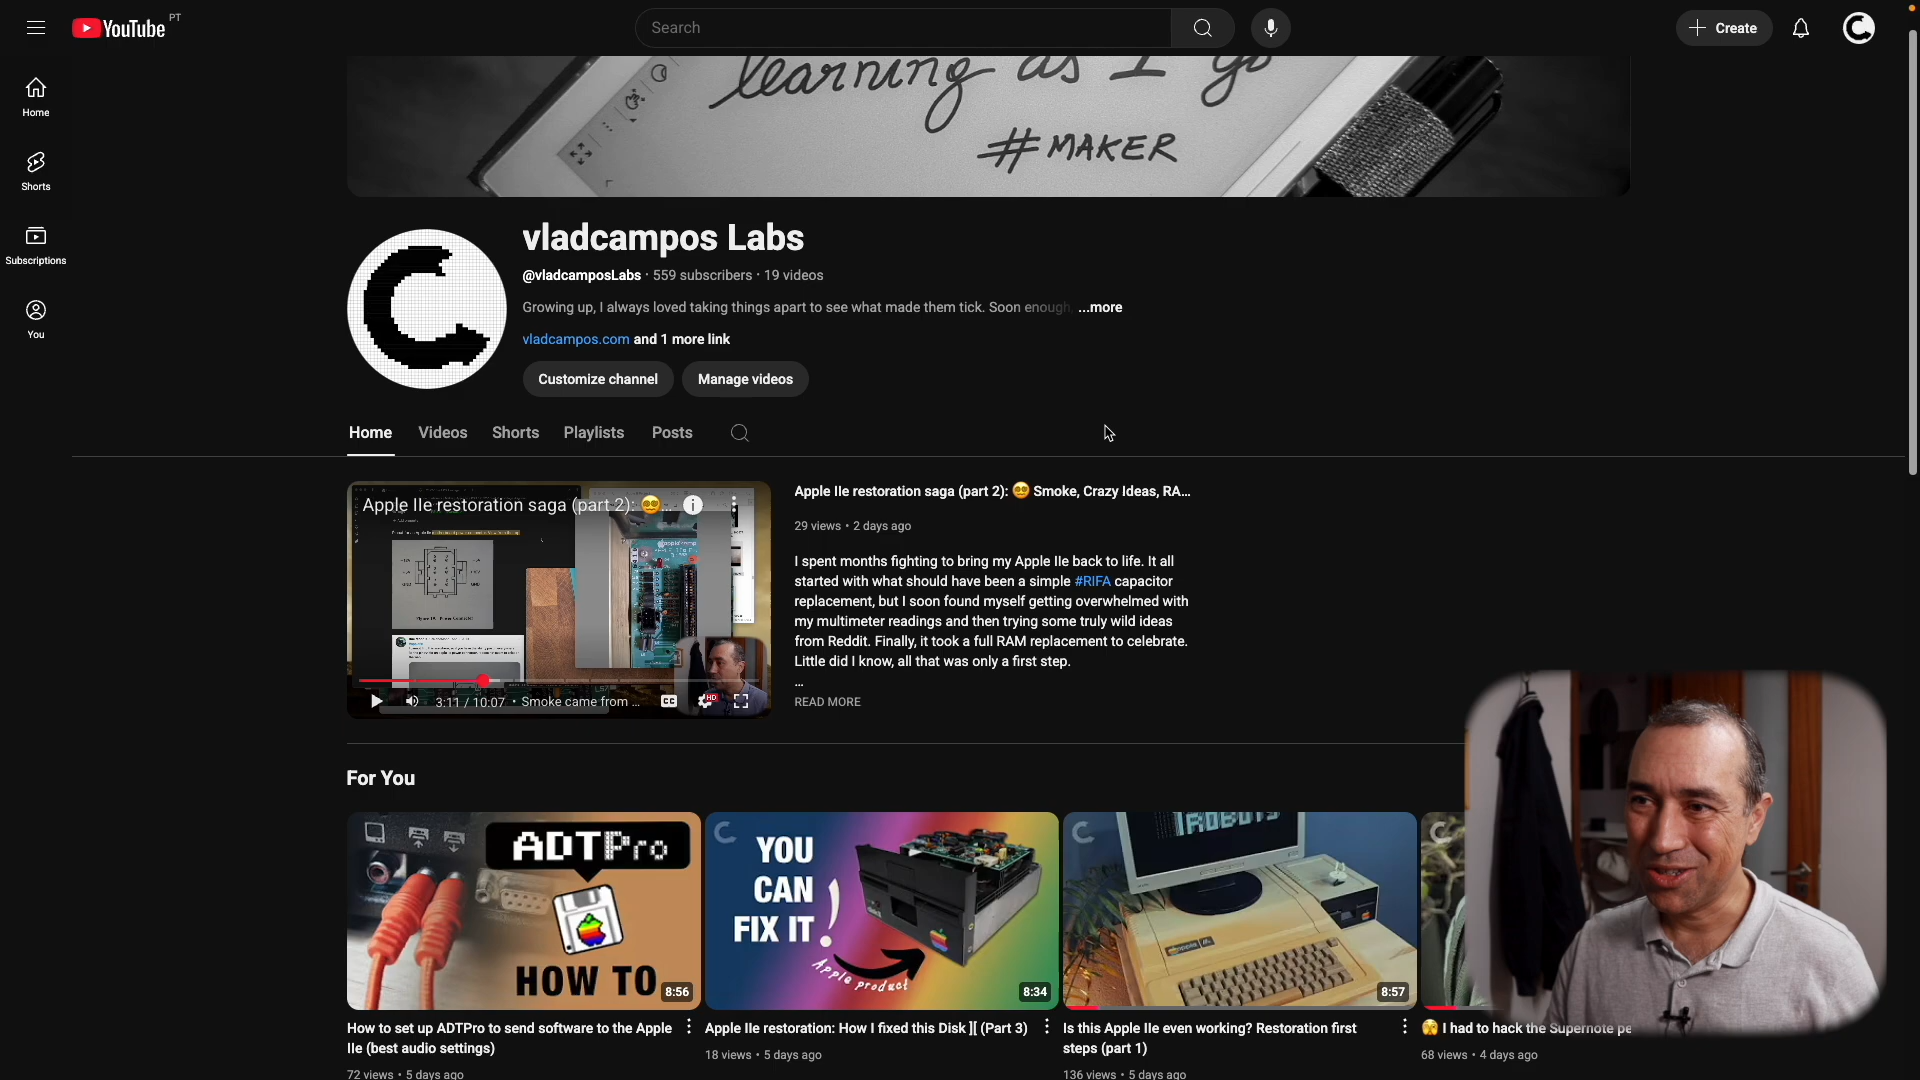 YouTube PT
Search
Create
Home
Shorts
Subscriptions
You
learning as I go
#MAKER
vladcampos Labs
@vladcamposLabs · 559 subscribers · 19 videos
Growing up, I always loved taking things apart to see what made them tick. Soon enough, ...more
vladcampos.com and 1 more link
Customize channel
Manage videos
Home Videos Shorts Playlists Posts
Apple IIe restoration saga (part 2): 😵‍💫...
3:11 / 10:07 • Smoke came from ...
CC
HD
Apple IIe restoration saga (part 2): 😵‍💫 Smoke, Crazy Ideas, RA...
29 views • 2 days ago
I spent months fighting to bring my Apple IIe back to life. It all
started with what should have been a simple #RIFA capacitor
replacement, but I soon found myself getting overwhelmed with
my multimeter readings and then trying some truly wild ideas
from Reddit. Finally, it took a full RAM replacement to celebrate.
Little did I know, all that was only a first step.
...
READ MORE
For You
ADTPro
HOW TO
8:56
YOU
CAN
FIX IT!
Apple product
8:34
ROBOTS
8:57
How to set up ADTPro to send software to the Apple
IIe (best audio settings)
72 views • 5 days ago
Apple IIe restoration: How I fixed this Disk ][ (Part 3)
18 views • 5 days ago
Is this Apple IIe even working? Restoration first
steps (part 1)
136 views • 5 days ago
🫣 I had to hack the Supernote pe
68 views • 4 days ago